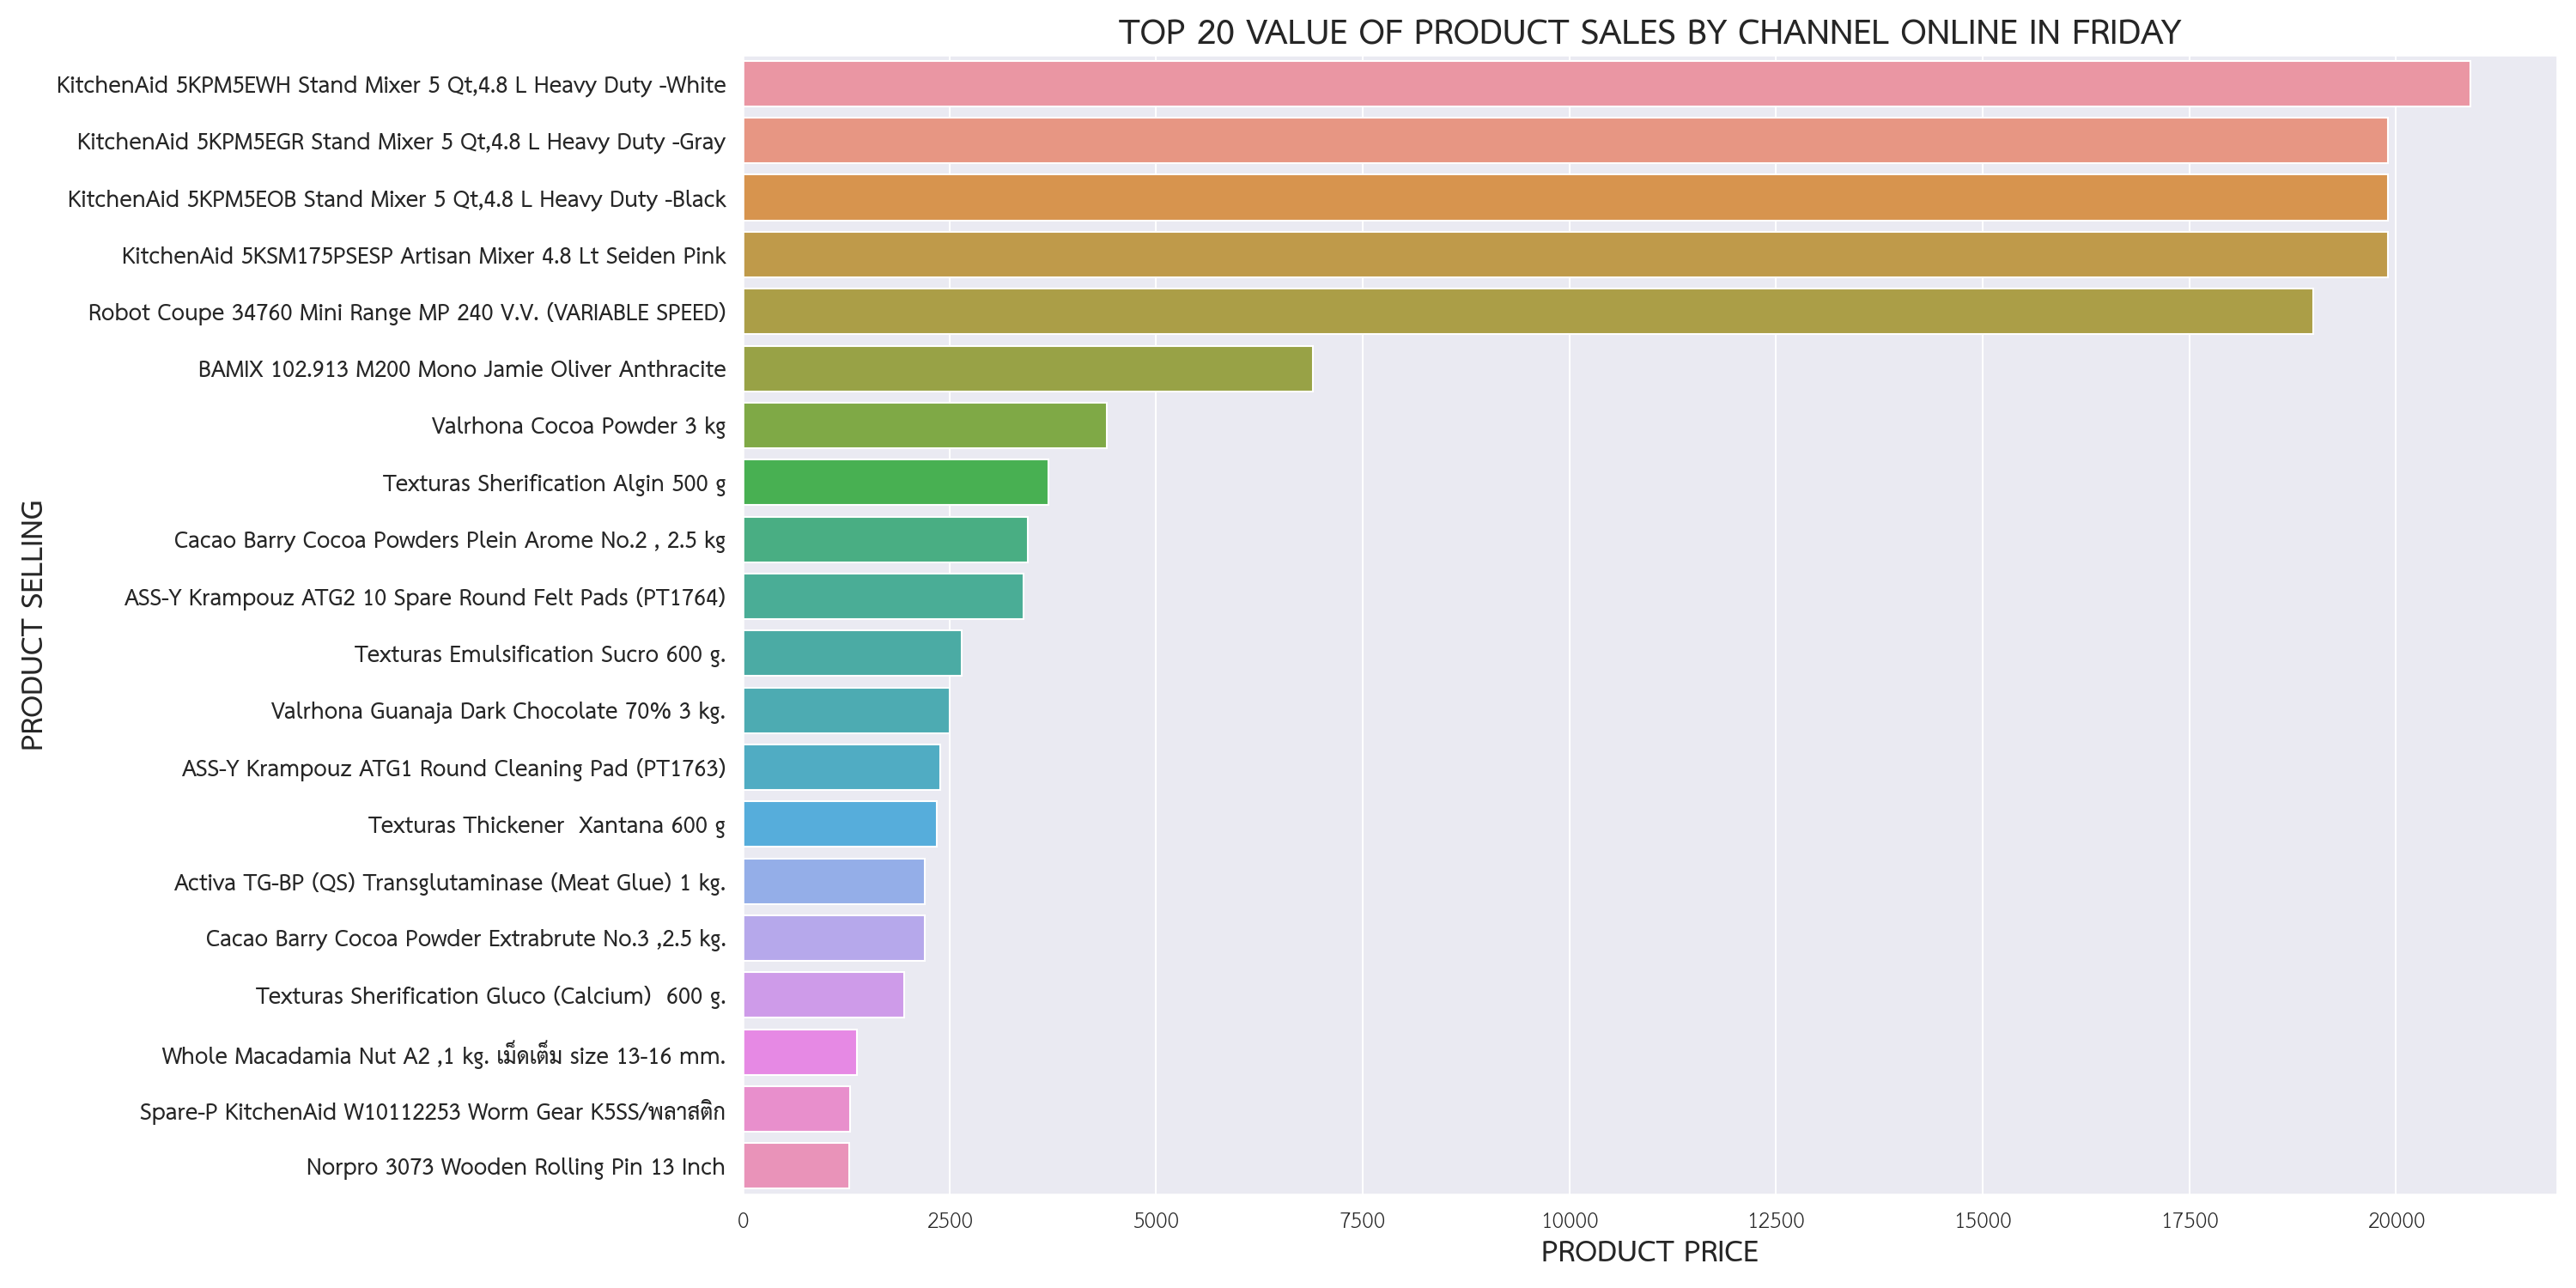 TOP 20 VALUE OF PRODUCT SALES BY CHANNEL ONLINE IN FRIDAY
PRODUCT SELLING
KitchenAid 5KPM5EWH Stand Mixer 5 Qt,4.8 L Heavy Duty -White
KitchenAid 5KPM5EGR Stand Mixer 5 Qt,4.8 L Heavy Duty -Gray
KitchenAid 5KPM5EOB Stand Mixer 5 Qt,4.8 L Heavy Duty -Black
KitchenAid 5KSM175PSESP Artisan Mixer 4.8 Lt Seiden Pink
Robot Coupe 34760 Mini Range MP 240 V.V. (VARIABLE SPEED)
BAMIX 102.913 M200 Mono Jamie Oliver Anthracite
Valrhona Cocoa Powder 3 kg
Texturas Sherification Algin 500 g
Cacao Barry Cocoa Powders Plein Arome No.2 , 2.5 kg
ASS-Y Krampouz ATG2 10 Spare Round Felt Pads (PT1764)
Texturas Emulsification Sucro 600 g.
Valrhona Guanaja Dark Chocolate 70% 3 kg.
ASS-Y Krampouz ATG1 Round Cleaning Pad (PT1763)
Texturas Thickener  Xantana 600 g
Activa TG-BP (QS) Transglutaminase (Meat Glue) 1 kg.
Cacao Barry Cocoa Powder Extrabrute No.3 ,2.5 kg.
Texturas Sherification Gluco (Calcium)  600 g.
Whole Macadamia Nut A2 ,1 kg. เม็ดเต็ม size 13-16 mm.
Spare-P KitchenAid W10112253 Worm Gear K5SS/พลาสติก
Norpro 3073 Wooden Rolling Pin 13 Inch
0 2500 5000 7500 10000 12500 15000 17500 20000
PRODUCT PRICE